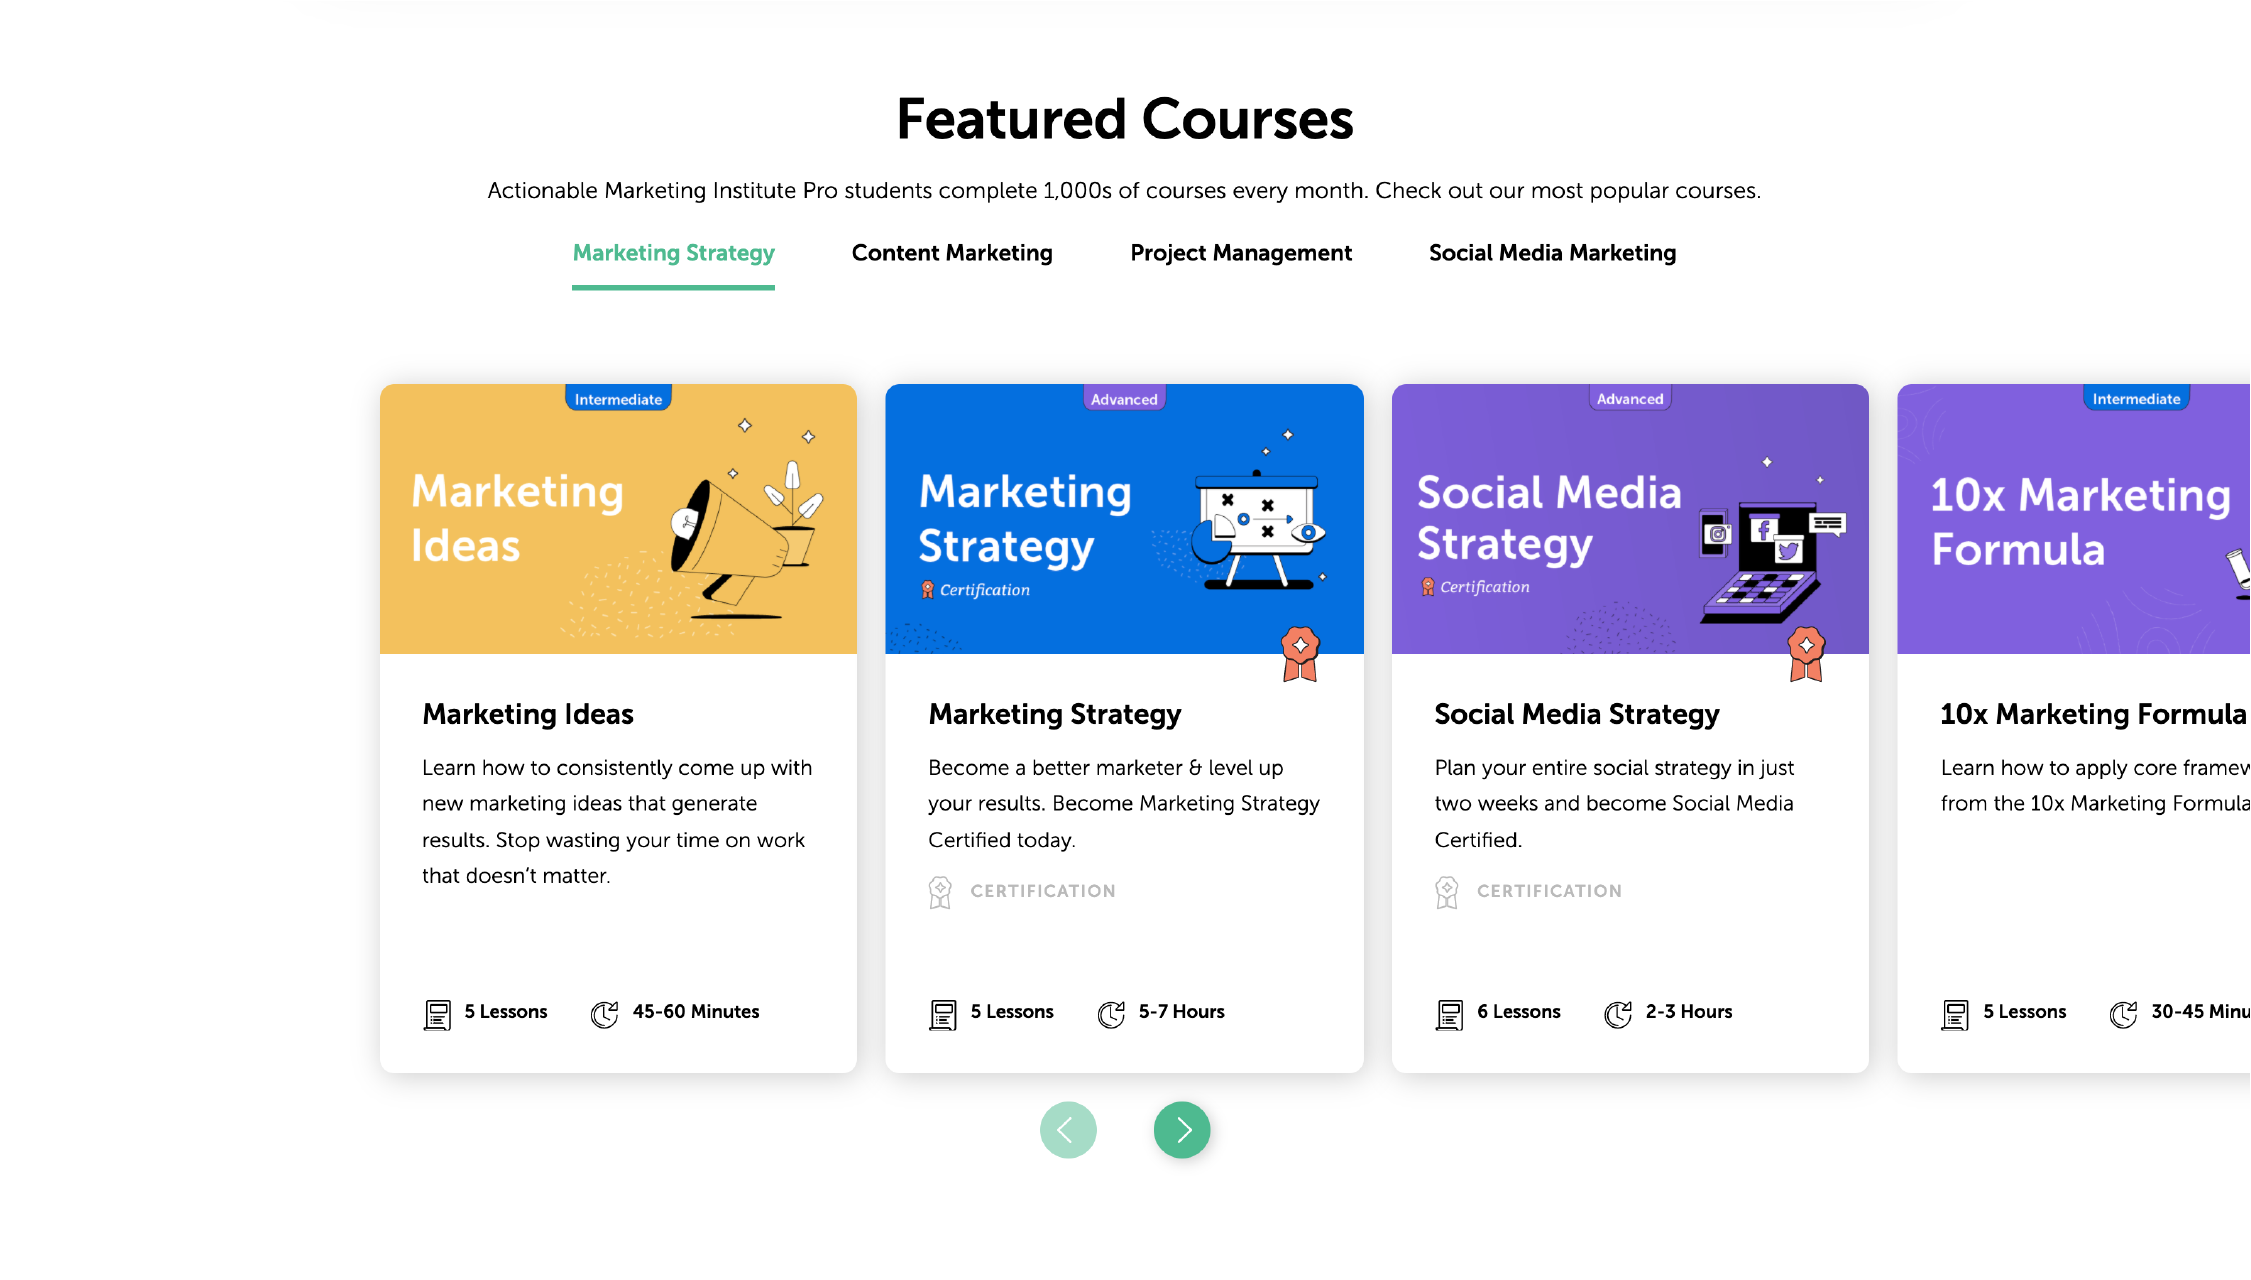 Featured Courses
Actionable Marketing Institute Pro students complete 1,000s of courses every month. Check out our most popular courses.
Marketing Strategy
Content Marketing
Project Management
Social Media Marketing
Intermediate
Marketing
Ideas
Marketing Ideas
Learn how to consistently come up with
new marketing ideas that generate
results. Stop wasting your time on work
that doesn't matter.
5 Lessons
45-60 Minutes
Advanced
Marketing
Strategy
Certification
Marketing Strategy
Become a better marketer & level up
your results. Become Marketing Strategy
Certified today.
CERTIFICATION
5 Lessons
5-7 Hours
Advanced
Social Media
Strategy
Certification
Social Media Strategy
Plan your entire social strategy in just
two weeks and become Social Media
Certified.
CERTIFICATION
6 Lessons
2-3 Hours
Intermediate
10x Marketing
Formula
10x Marketing Formula
Learn how to apply core
from the 10x Marketing Formula
5 Lessons
30-45